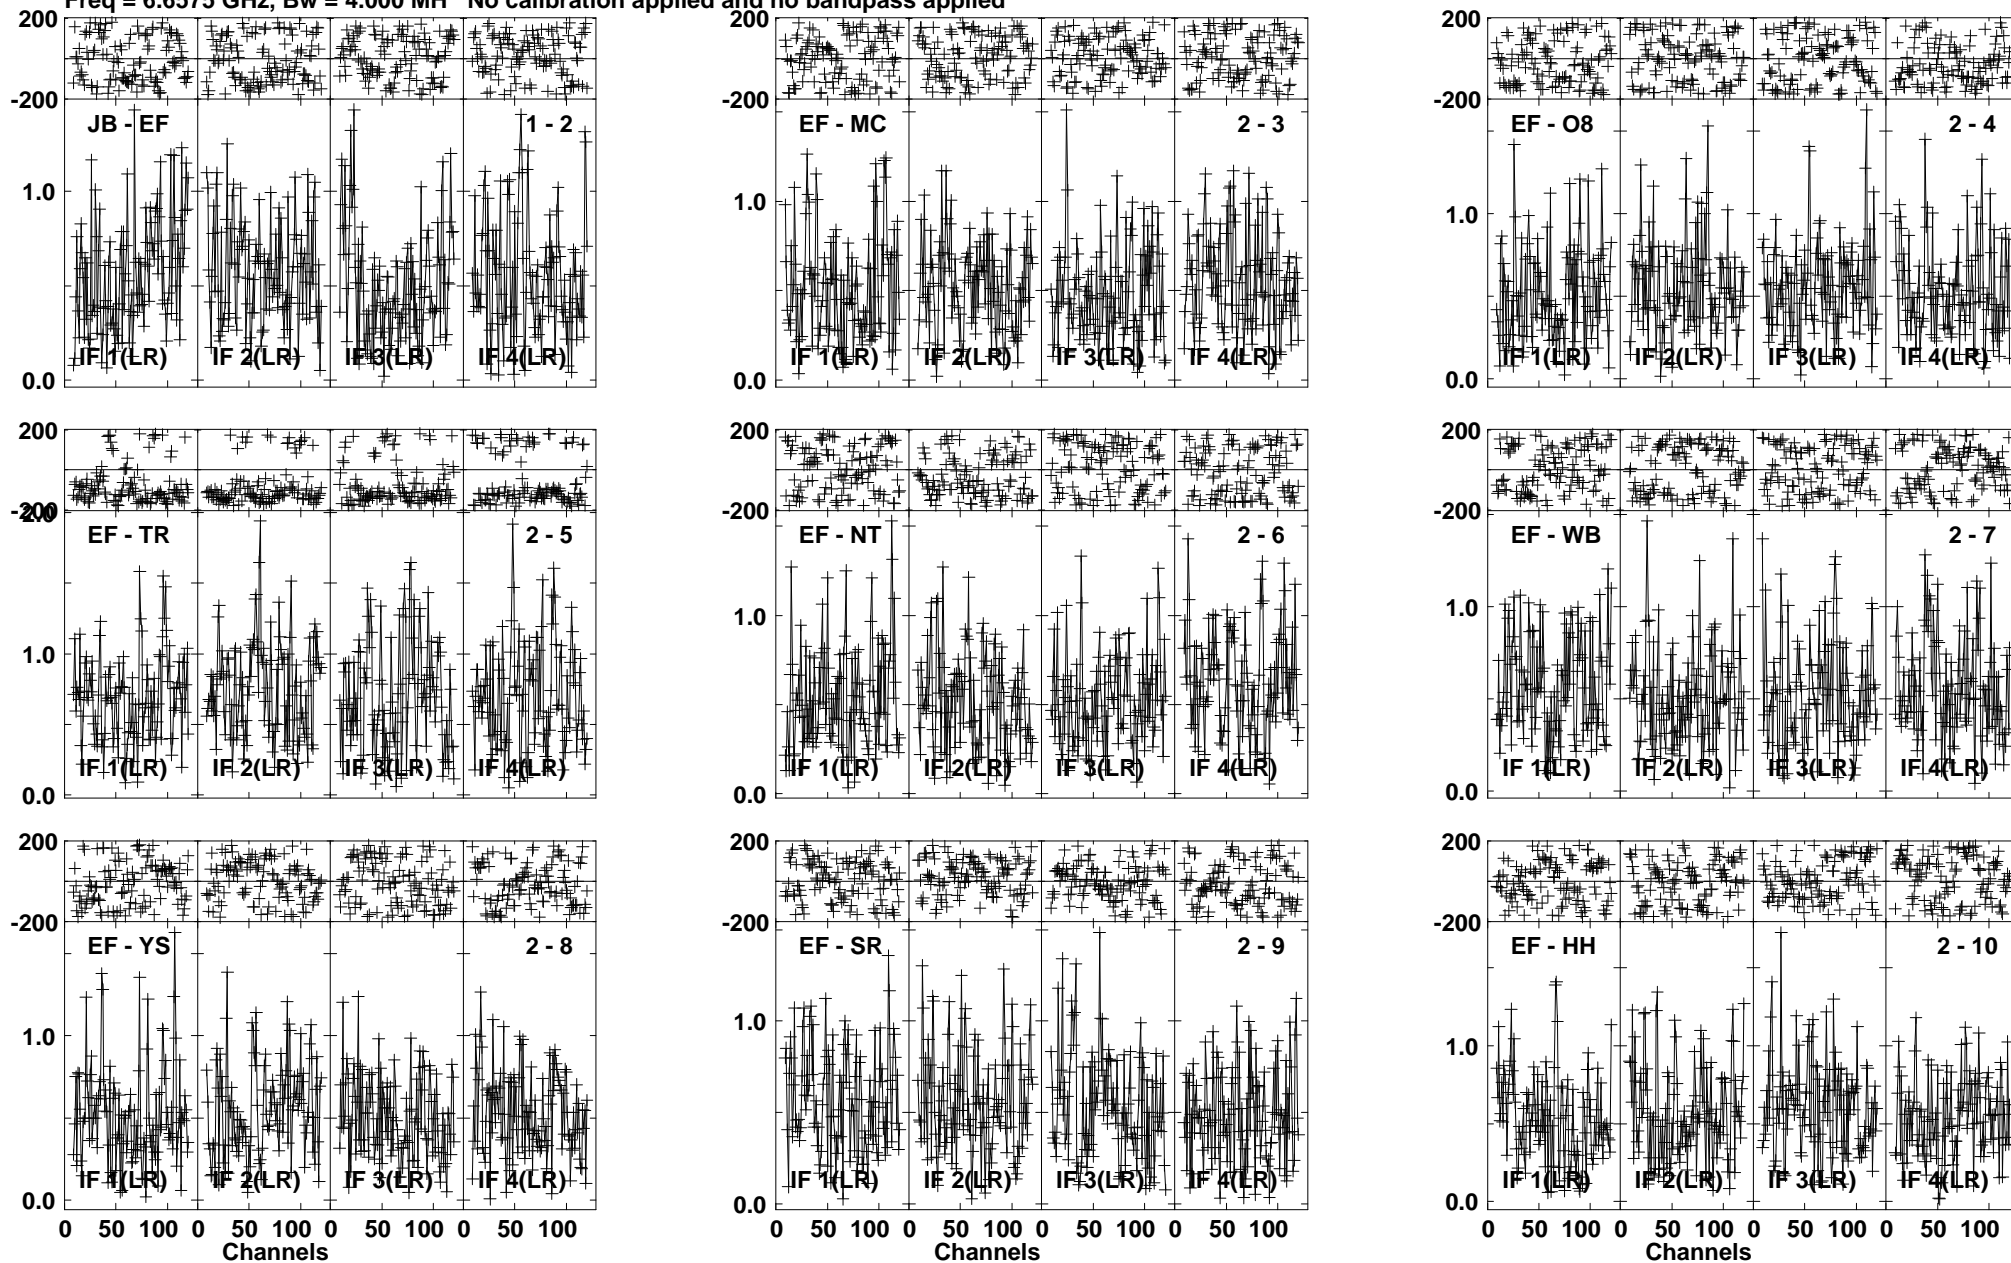 Freq = 6.6575 GHz, Bw = 4.000 MH No calibration applied and no bandpass applied
200 200 200
-200 -200 -200
JB - EF 1 - 2 EF - MC 2 - 3 EF - O8 2 - 4
1.0 1.0 1.0
IF 1(LR) IF 2(LR) IF 3(LR) IF 4(LR) IF 1(LR) IF 2(LR) IF 3(LR) IF 4(LR) IF 1(LR) IF 2(LR) IF 3(LR) IF 4(LR)
0.0 0.0 0.0
200 200 200
-200 -200 -200
2.0
EF - TR 2 - 5 EF - NT 2 - 6 EF - WB 2 - 7
1.0 1.0 1.0
IF 1(LR) IF 2(LR) IF 3(LR) IF 4(LR) IF 1(LR) IF 2(LR) IF 3(LR) IF 4(LR) IF 1(LR) IF 2(LR) IF 3(LR) IF 4(LR)
0.0 0.0 0.0
200 200 200
-200 -200 -200
EF - YS 2 - 8 EF - SR 2 - 9 EF - HH 2 - 10
1.0 1.0 1.0
IF 1(LR) IF 2(LR) IF 3(LR) IF 4(LR) IF 1(LR) IF 2(LR) IF 3(LR) IF 4(LR) IF 1(LR) IF 2(LR) IF 3(LR) IF 4(LR)
0.0 0.0 0.0
0 50 100 0 50 100 0 50 100 0 50 100 0 50 100 0 50 100 0 50 100 0 50 100 0 50 100 0 50 100 0 50 100 0 50 100
Channels Channels Channels